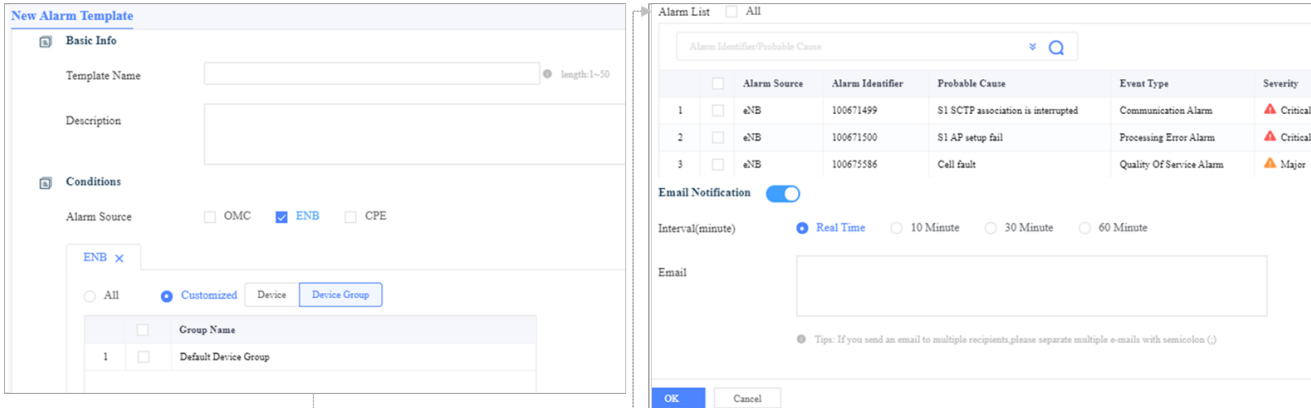 New Alarm Template
Basic Info
Template Name
length:1~50
Description
Conditions
Alarm Source OMC ENB CPE
ENB
All Customized Device Device Group
Group Name
1 Default Device Group
Alarm List All
Alarm Identifier/Probable Cause
Alarm Source Alarm Identifier Probable Cause Event Type Severity
1 eNB 100671499 S1 SCTP association is interrupted Communication Alarm Critical
2 eNB 100671500 S1 AP setup fail Processing Error Alarm Critical
3 eNB 100675586 Cell fault Quality Of Service Alarm Major
Email Notification
Interval(minute) Real Time 10 Minute 30 Minute 60 Minute
Email
Tips: If you send an email to multiple recipients,please separate multiple e-mails with semicolon (;)
OK Cancel